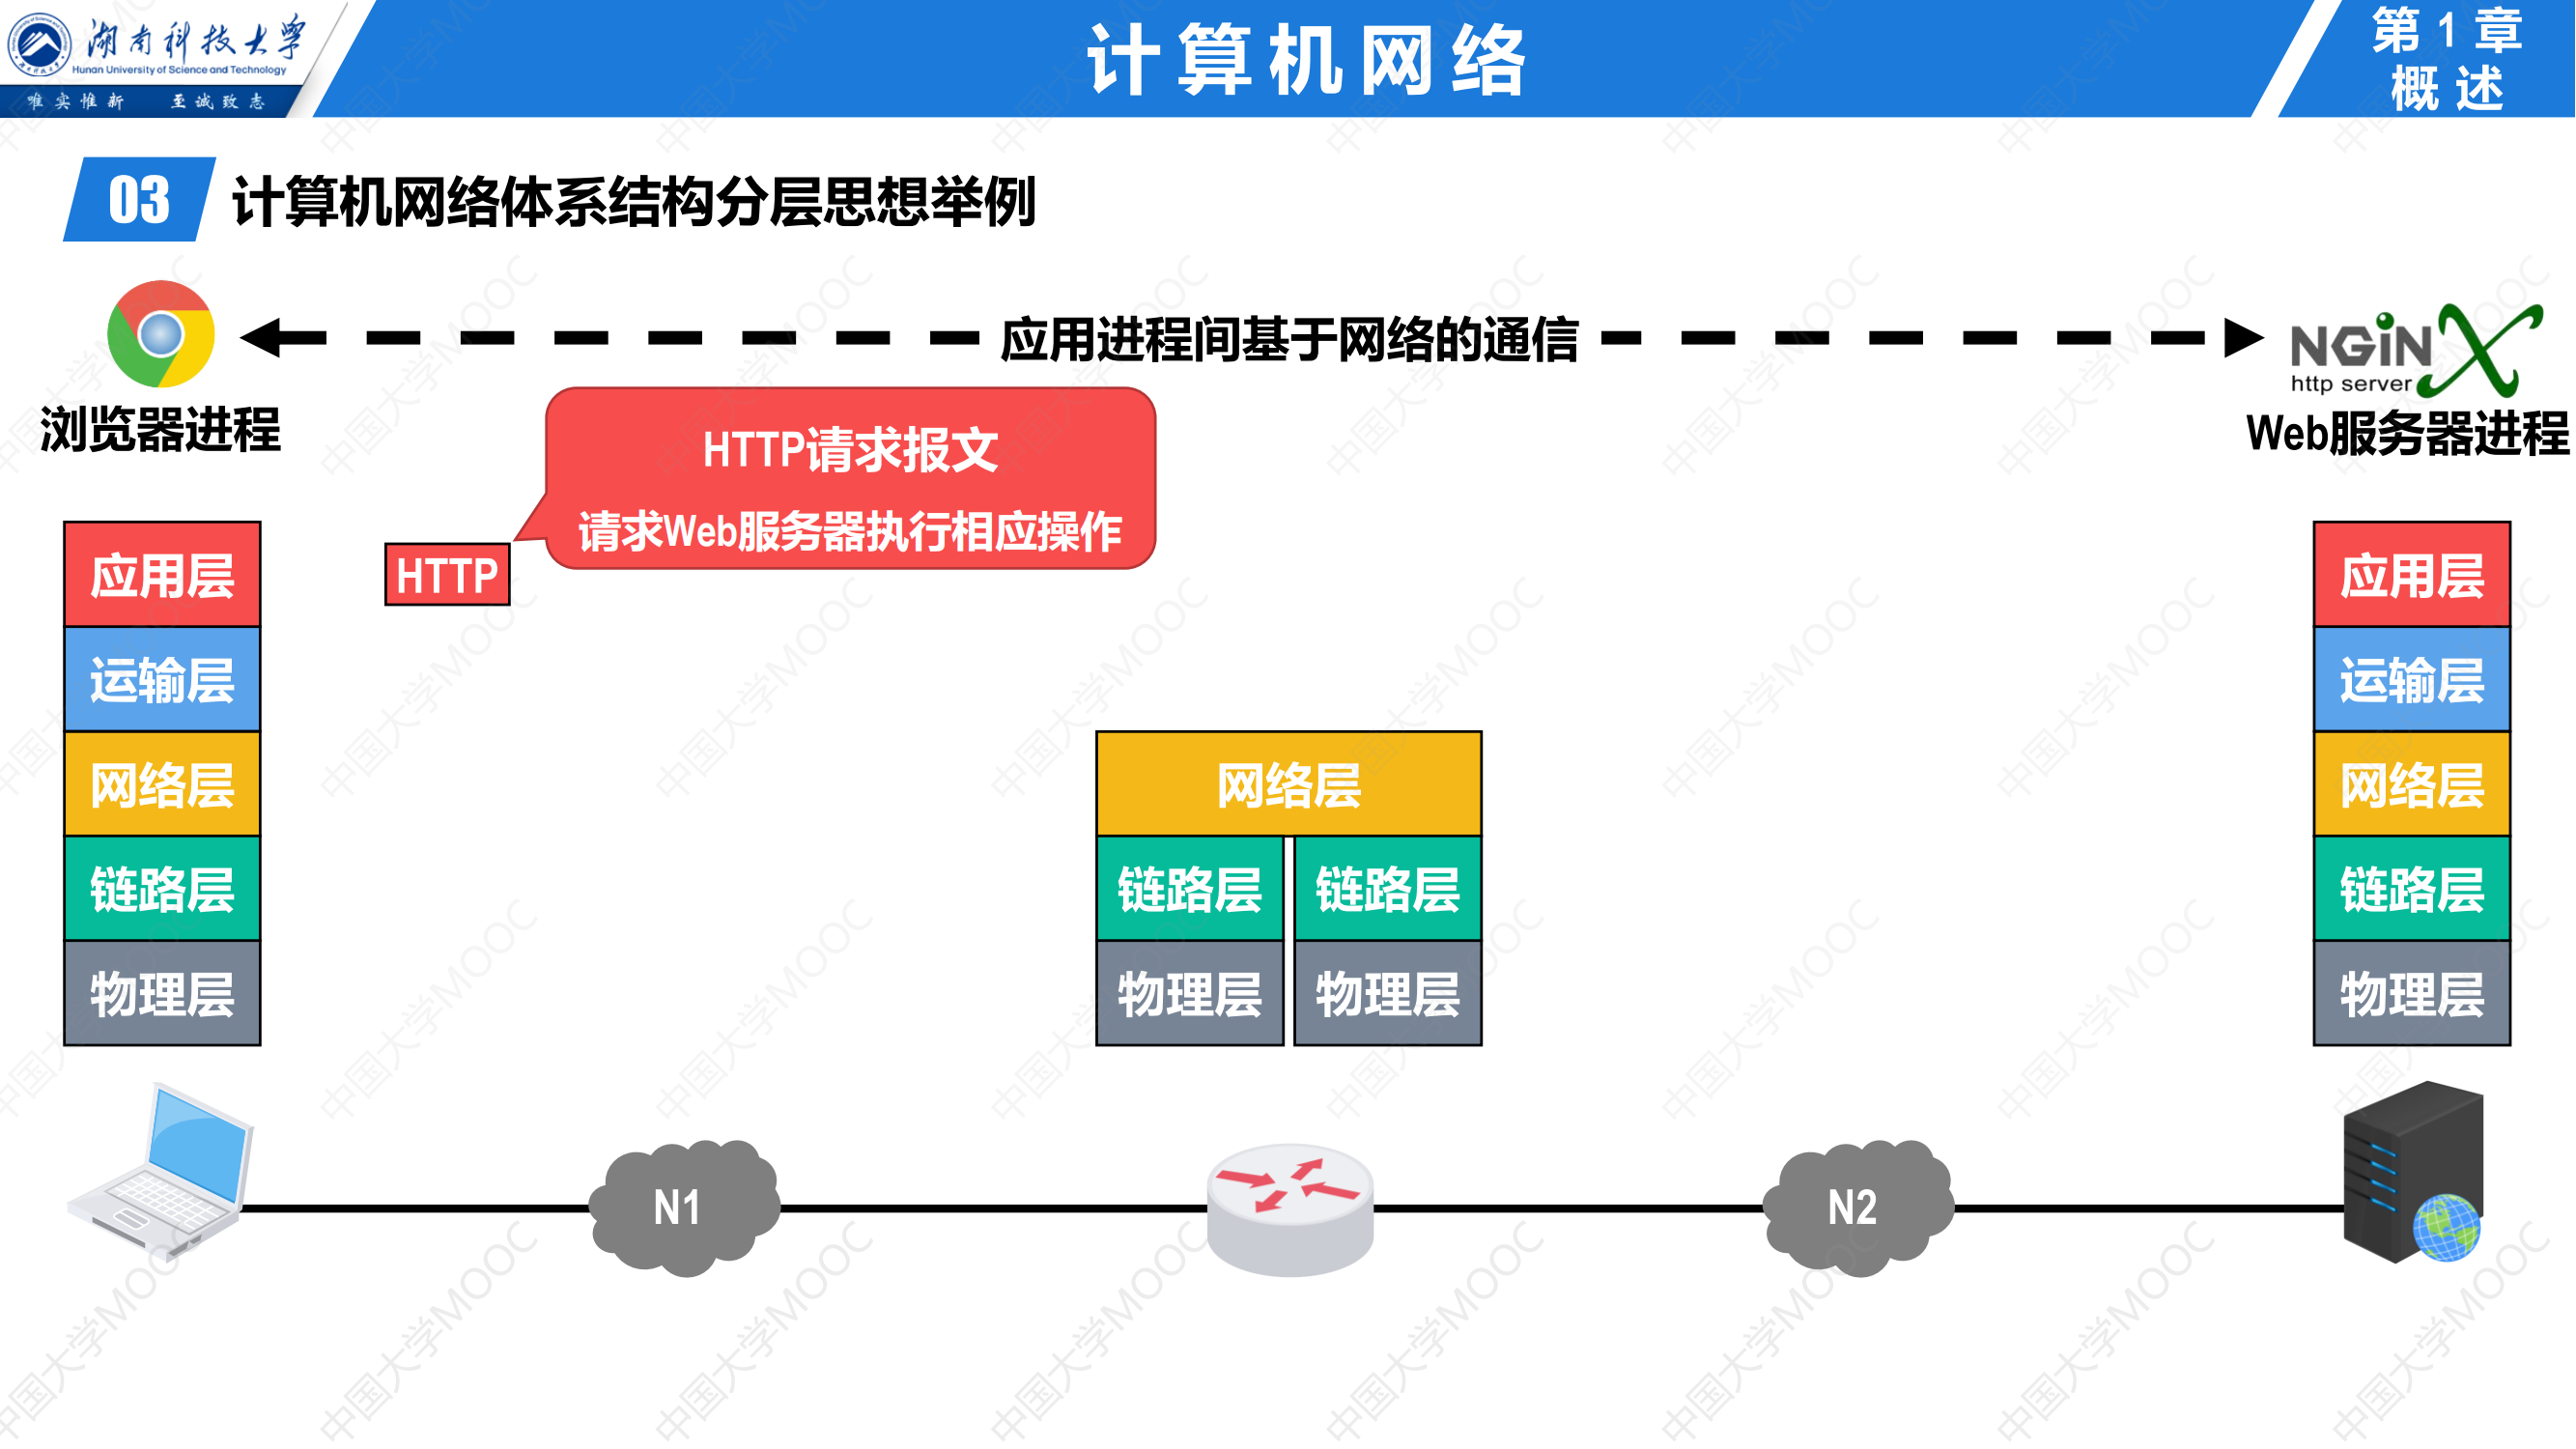 湖南科技大学
Hunan University of Science and Technology
唯实惟新 至诚致志
计算机网络
第1章
概述
03 计算机网络体系结构分层思想举例
应用进程间基于网络的通信
NGiNX
http server
浏览器进程
Web服务器进程
HTTP请求报文
请求Web服务器执行相应操作
HTTP
应用层
运输层
网络层
链路层
物理层
网络层
链路层 链路层
物理层 物理层
应用层
运输层
网络层
链路层
物理层
N1
N2
中国大学MOOC